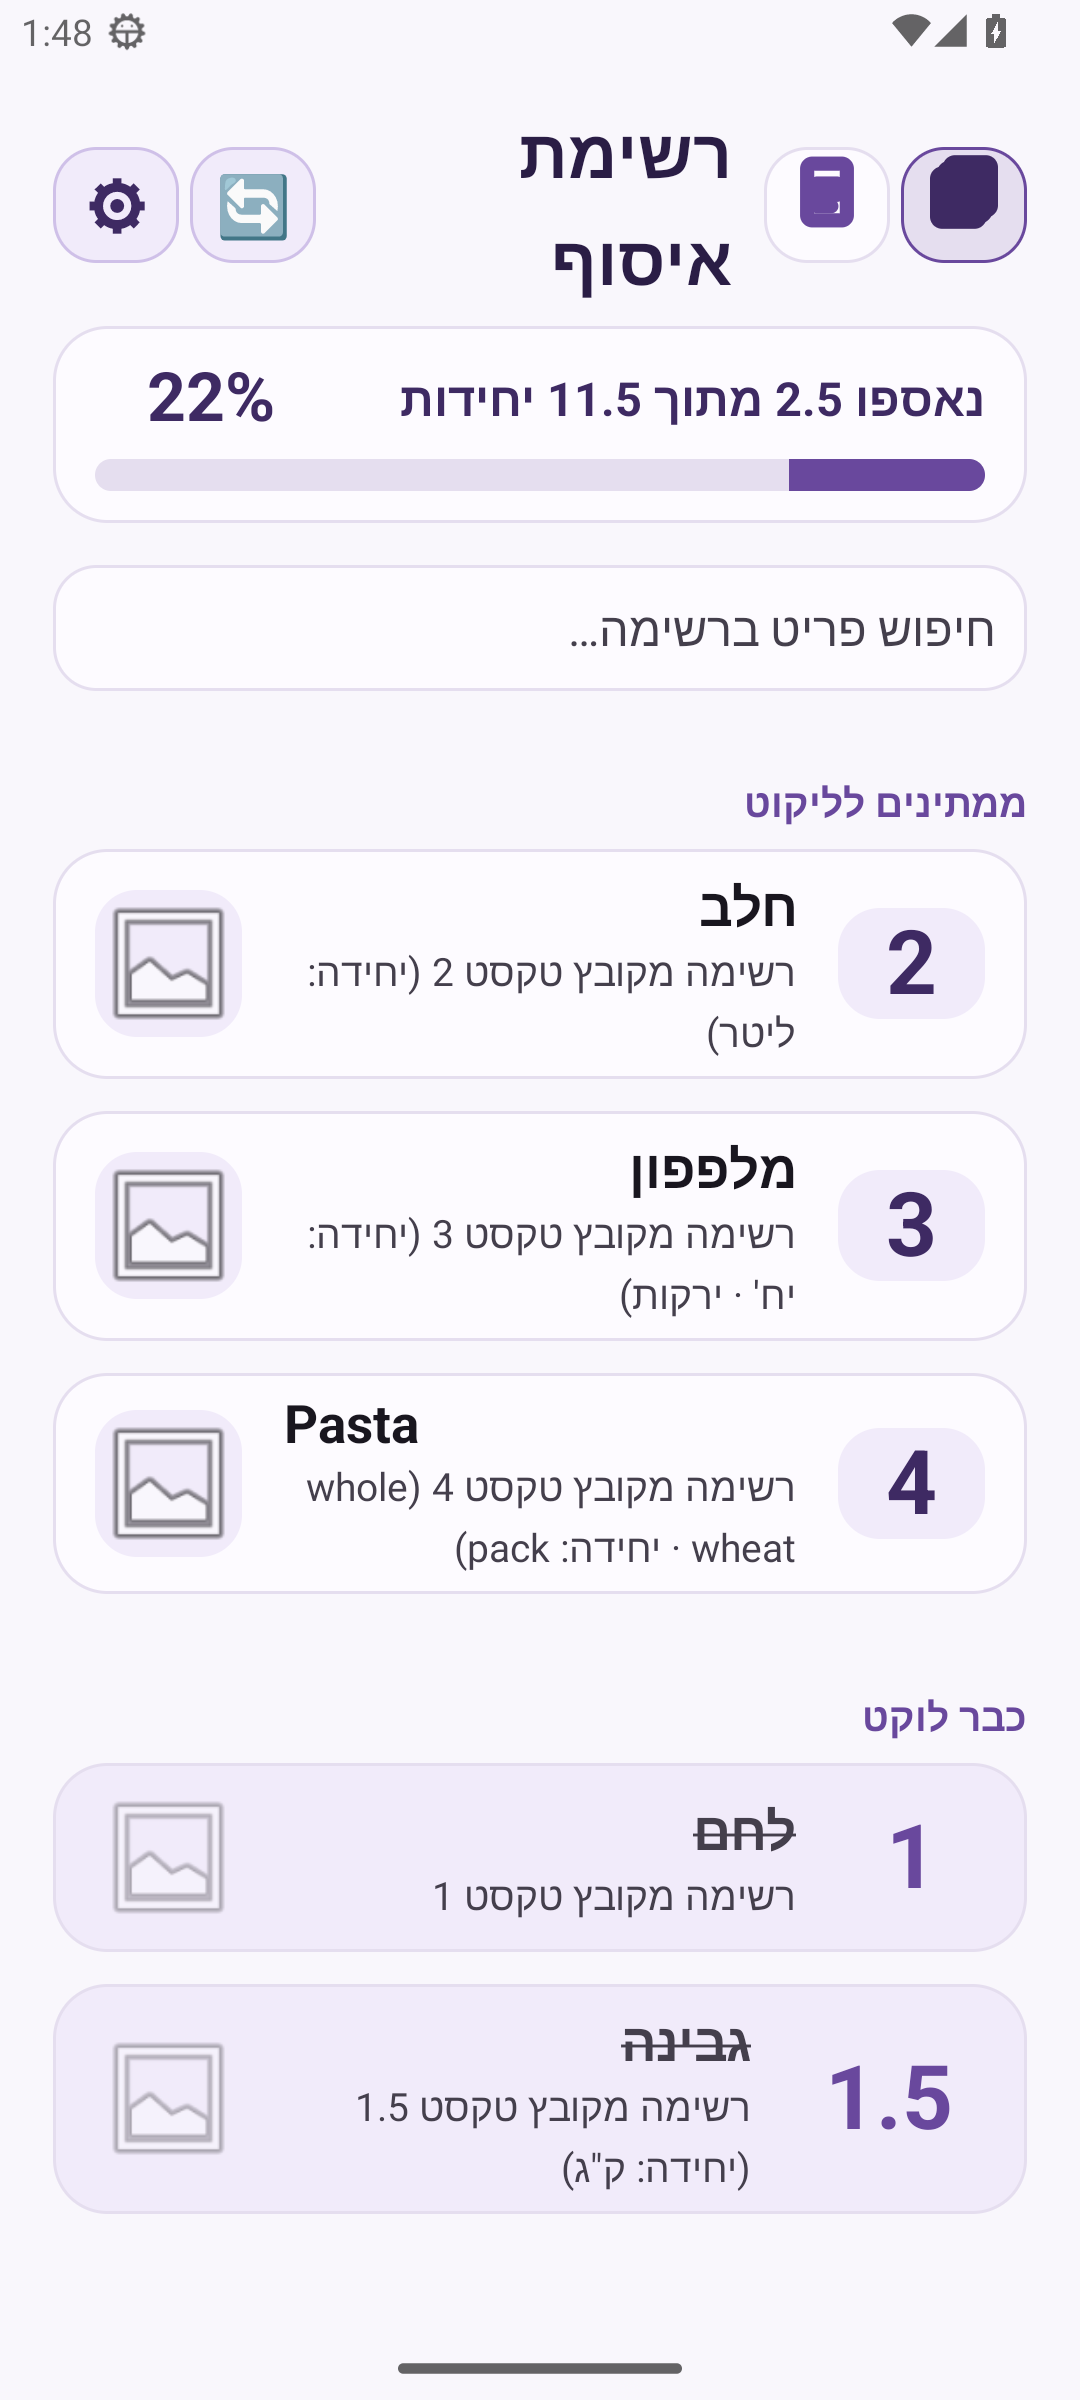 1:48
רשימת
איסוף
נאספו 2.5 מתוך 11.5 יחידות
22%
חיפוש פריט ברשימה...
ממתינים לליקוט
2
חלב
רשימה מקובץ טקסט 2 (יחידה:
ליטר)
3
מלפפון
רשימה מקובץ טקסט 3 (יחידה:
יח' · ירקות)
4
Pasta
רשימה מקובץ טקסט 4 (whole
wheat · יחידה: pack)
כבר לוקט
1
לחם
רשימה מקובץ טקסט 1
1.5
גבינה
רשימה מקובץ טקסט 1.5
(יחידה: ק"ג)